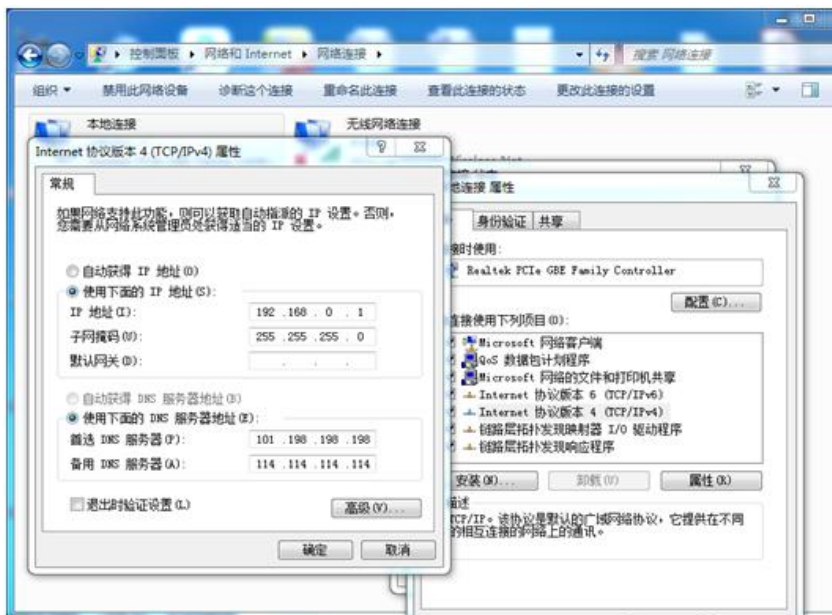 控制面板 ▸ 网络和 Internet ▸ 网络连接 ▸
搜索 网络连接
组织 ▼ 禁用此网络设备 诊断这个连接 重命名此连接 查看此连接的状态 更改此连接的设置
本地连接
无线网络连接
Internet 协议版本 4 (TCP/IPv4) 属性
常规
如果网络支持此功能，则可以获取自动指派的 IP 设置。否则，
您需要从网络系统管理员处获得适当的 IP 设置。
自动获得 IP 地址(O)
使用下面的 IP 地址(S):
IP 地址(I): 192 .168 . 0 . 1
子网掩码(U): 255 .255 .255 . 0
默认网关(D): . . .
自动获得 DNS 服务器地址(B)
使用下面的 DNS 服务器地址(E):
首选 DNS 服务器(P): 101 .198 .198 .198
备用 DNS 服务器(A): 114 .114 .114 .114
退出时验证设置(L)
高级(V)...
确定 取消
地连接 属性
身份验证 共享
接时使用:
Realtek PCIe GBE Family Controller
配置(C)...
连接使用下列项目(O):
Microsoft 网络客户端
QoS 数据包计划程序
Microsoft 网络的文件和打印机共享
Internet 协议版本 6 (TCP/IPv6)
Internet 协议版本 4 (TCP/IPv4)
链路层拓扑发现映射器 I/O 驱动程序
链路层拓扑发现响应程序
安装(N)... 卸载(U) 属性(R)
描述
TCP/IP。该协议是默认的广域网络协议，它提供在不同
的相互连接的网络上的通讯。